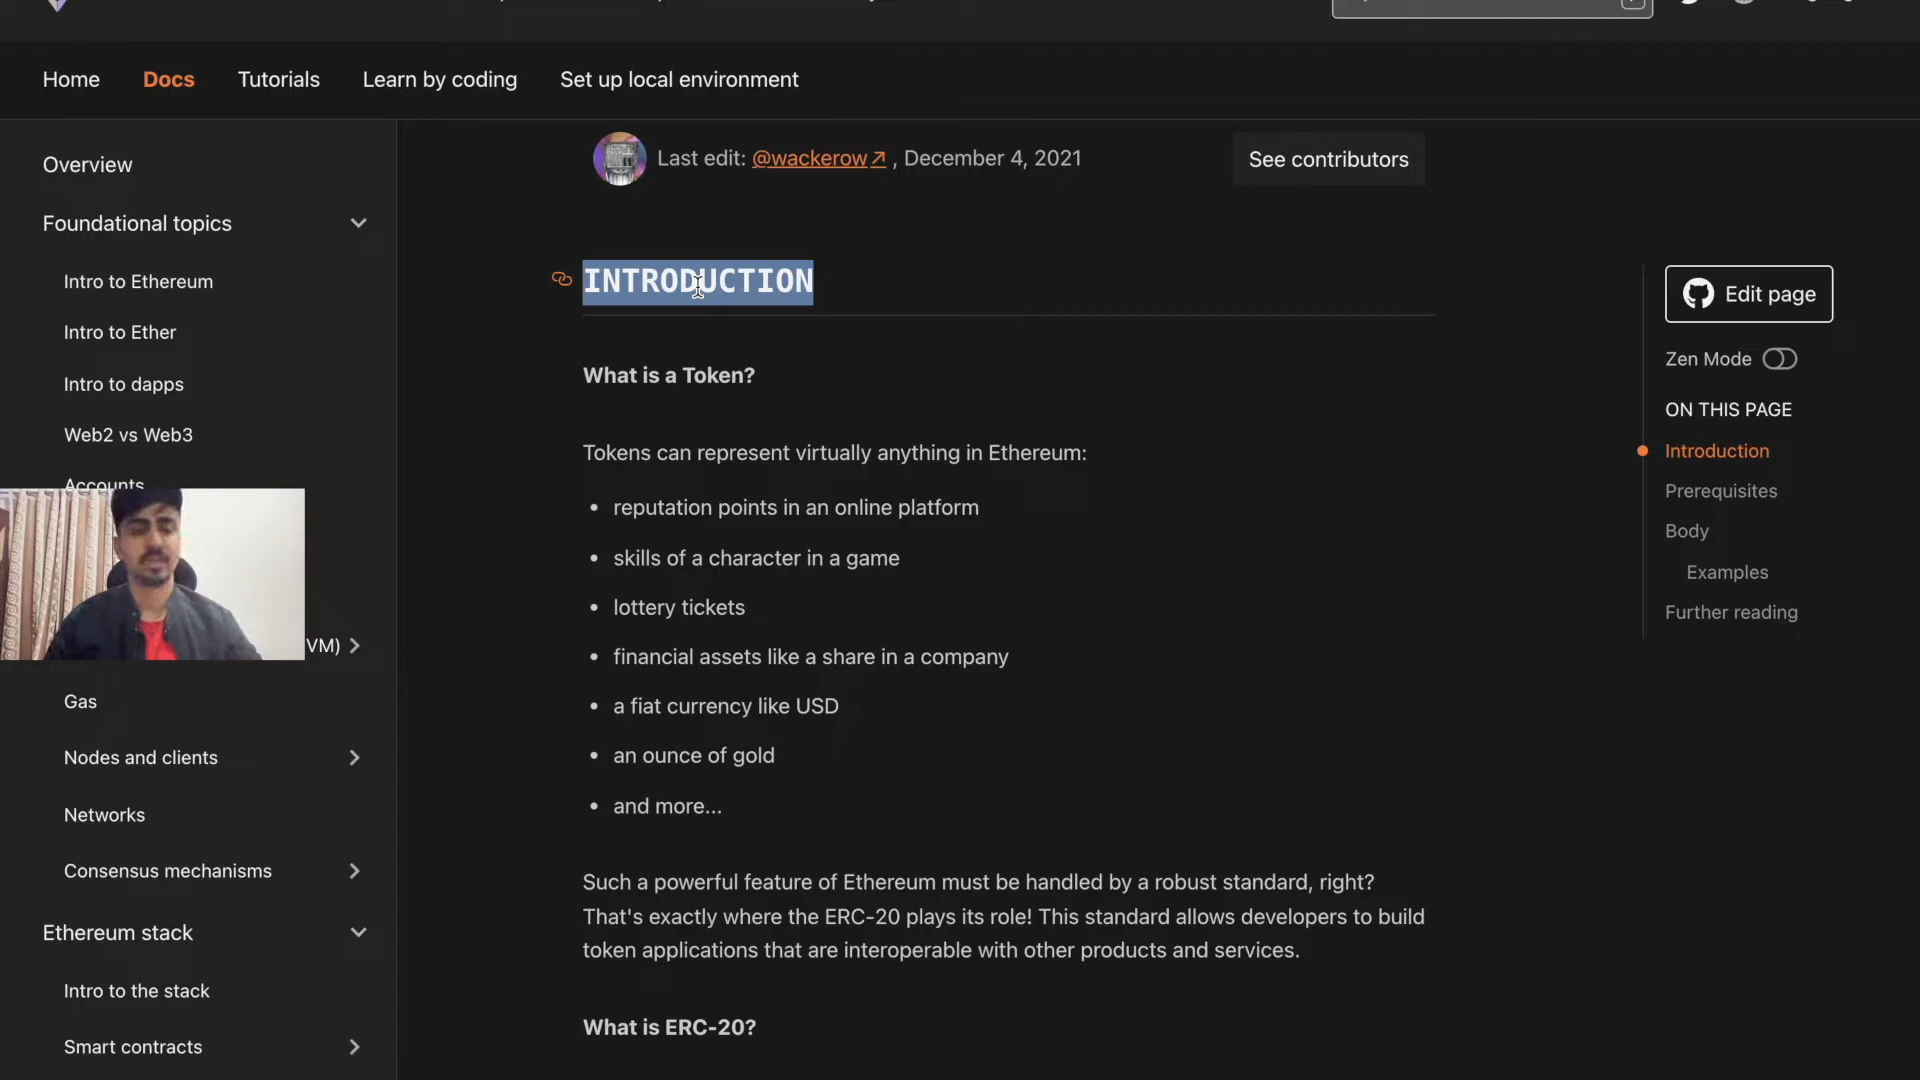 Home
Docs
Tutorials
Learn by coding
Set up local environment
Overview
Foundational topics
Intro to Ethereum
Intro to Ether
Intro to dapps
Web2 vs Web3
Accounts
VM)
Gas
Nodes and clients
Networks
Consensus mechanisms
Ethereum stack
Intro to the stack
Smart contracts
Last edit: @wackerow , December 4, 2021
See contributors
INTRODUCTION
What is a Token?
Tokens can represent virtually anything in Ethereum:
• reputation points in an online platform
• skills of a character in a game
• lottery tickets
• financial assets like a share in a company
• a fiat currency like USD
• an ounce of gold
• and more...
Such a powerful feature of Ethereum must be handled by a robust standard, right?
That's exactly where the ERC-20 plays its role! This standard allows developers to build
token applications that are interoperable with other products and services.
What is ERC-20?
Edit page
Zen Mode
ON THIS PAGE
Introduction
Prerequisites
Body
Examples
Further reading